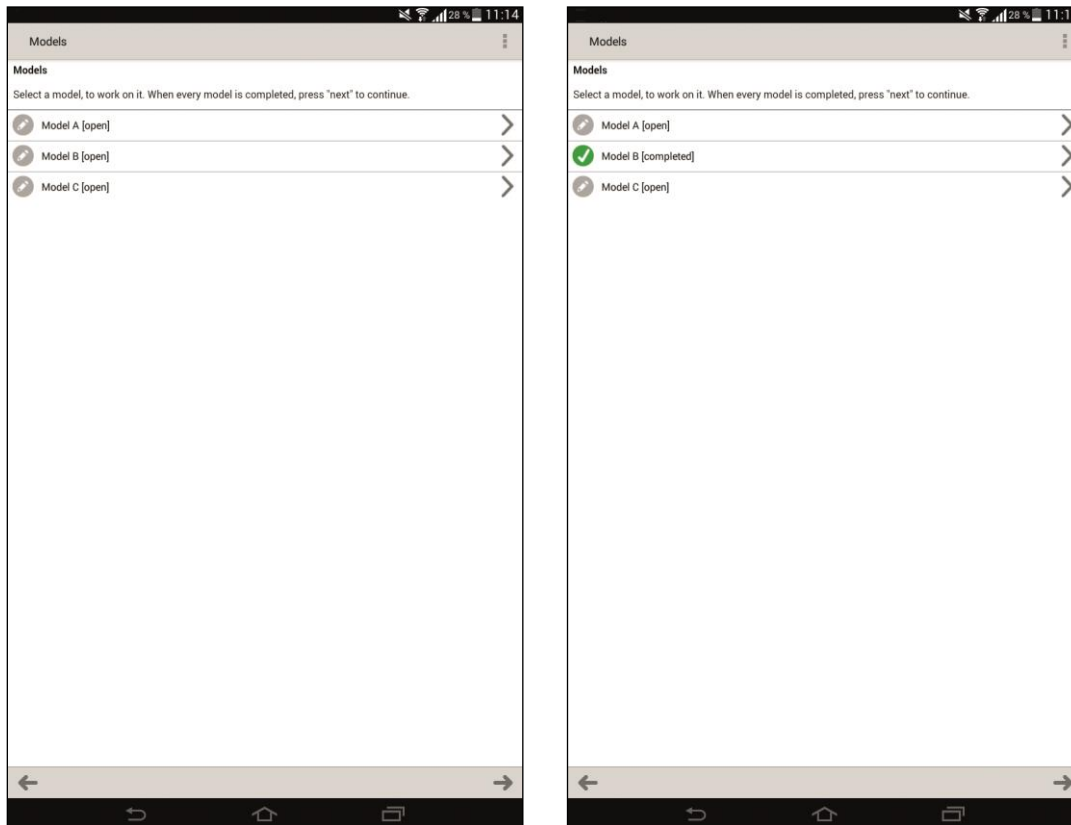 28 % 11:14
Models
Models
Select a model, to work on it. When every model is completed, press "next" to continue.
Model A [open]
Model B [open]
Model C [open]
28 %
Models
Models
Select a model, to work on it. When every model is completed, press "next" to continue.
Model A [open]
Model B [completed]
Model C [open]